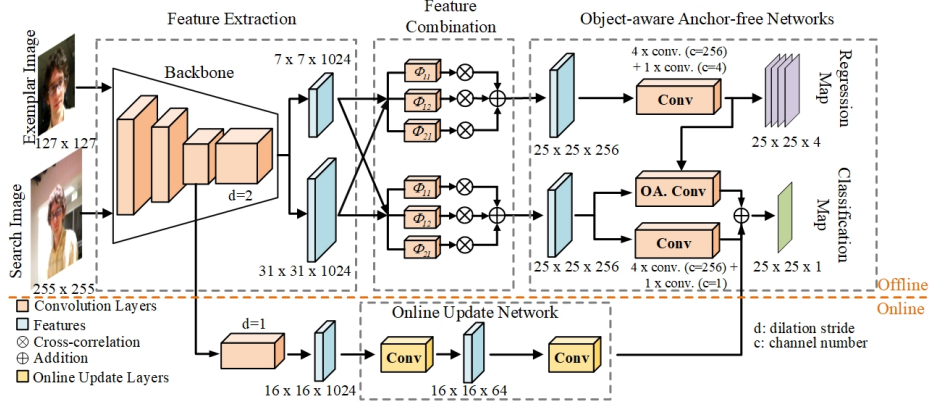 Feature Extraction
Feature
Combination
Object-aware Anchor-free Networks
Exemplar Image
127 x 127
Backbone
d=2
7 x 7 x 1024
31 x 31 x 1024
Φ11
Φ12
Φ21
Φ11
Φ12
Φ21
25 x 25 x 256
4 x conv. (c=256)
+ 1 x conv. (c=4)
Conv
25 x 25 x 4
Regression
Map
Search Image
255 x 255
25 x 25 x 256
OA. Conv
Conv
4 x conv. (c=256) +
1 x conv. (c=1)
25 x 25 x 1
Classification
Map
Offline
Online
Convolution Layers
Features
Cross-correlation
Addition
Online Update Layers
d=1
16 x 16 x 1024
Online Update Network
Conv
16 x 16 x 64
Conv
d: dilation stride
c: channel number